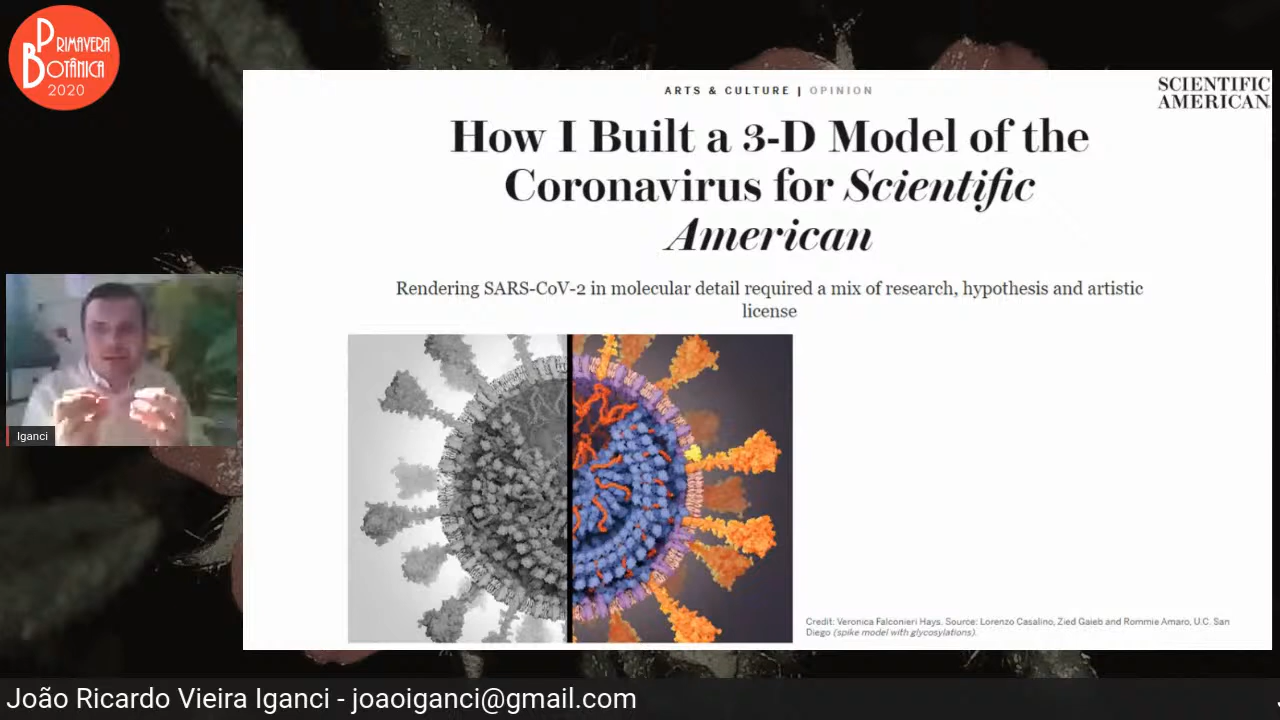 PRIMAVERA
BOTÂNICA
2020
ARTS & CULTURE | OPINION
SCIENTIFIC
AMERICAN
How I Built a 3-D Model of the
Coronavirus for Scientific
American
Rendering SARS-CoV-2 in molecular detail required a mix of research, hypothesis and artistic
license
Iganci
Credit: Veronica Falconieri Hays. Source: Lorenzo Casalino, Zied Gaieb and Rommie Amaro, U.C. San
Diego (spike model with glycosylations).
João Ricardo Vieira Iganci - joaoiganci@gmail.com